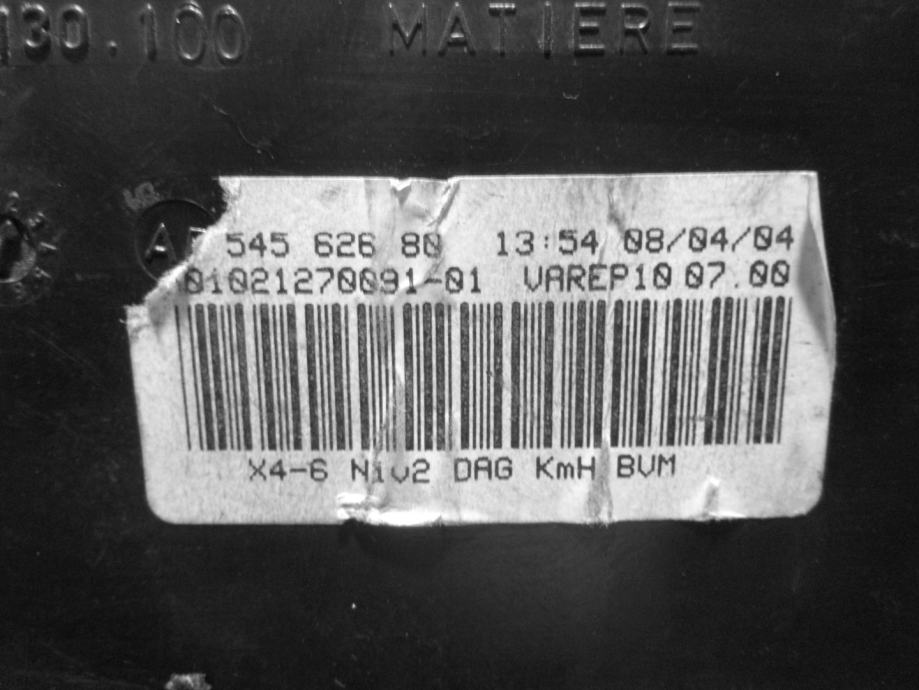 130.100 MATIERE
545 626 80 13:54 08/04/04
01021270091-01 VAREP10 07.00
X4-6 Niv2 DAG KmH BVM